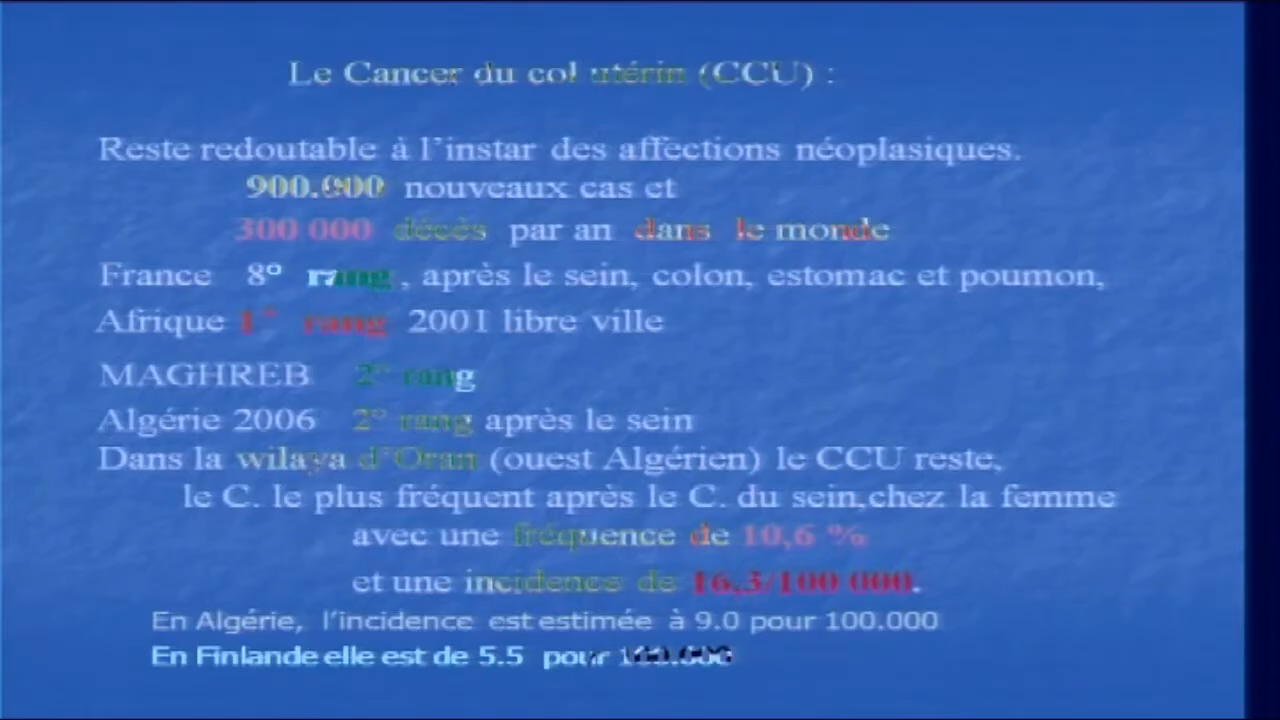 Le Cancer du col utérin (CCU) :
Reste redoutable à l'instar des affections néoplasiques.
900.000 nouveaux cas et
300 000 décès par an dans le monde
France 8° rang , après le sein, colon, estomac et poumon,
Afrique 1° rang 2001 libre ville
MAGHREB 2° rang
Algérie 2006 2° rang après le sein
Dans la wilaya d'Oran (ouest Algérien) le CCU reste,
le C. le plus fréquent après le C. du sein,chez la femme
avec une fréquence de 10,6 %
et une incidence de 16,3/100 000.
En Algérie, l'incidence est estimée à 9.0 pour 100.000
En Finlande elle est de 5.5 pour 100.000